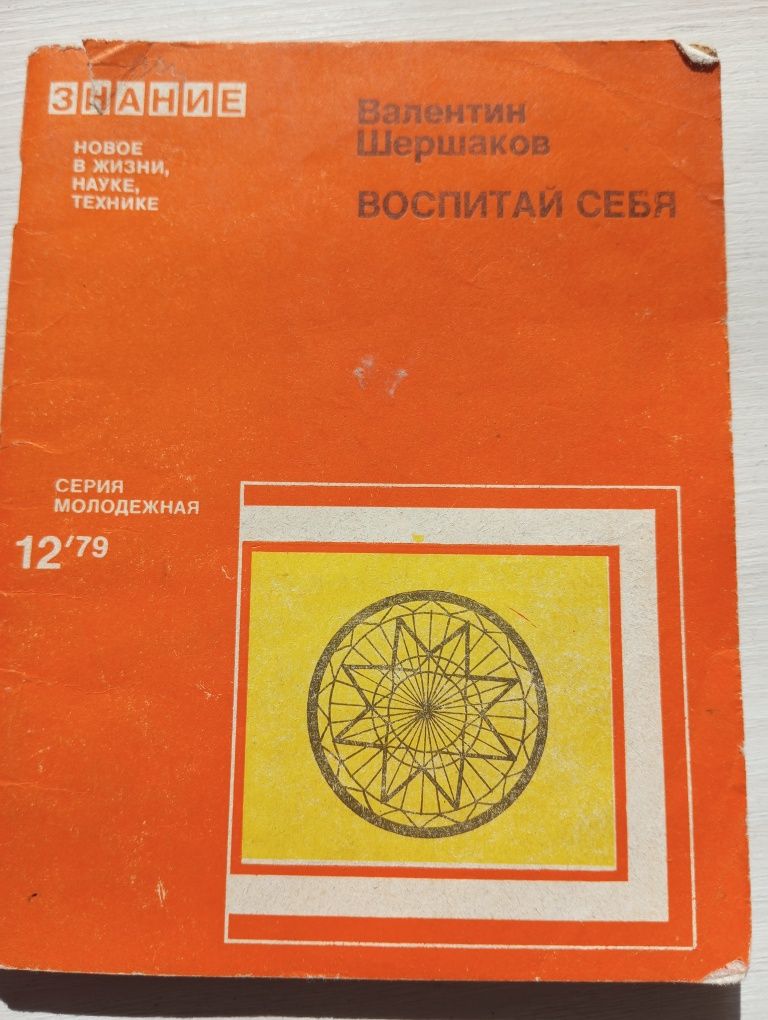 ЗНАНИЕ
НОВОЕ
В ЖИЗНИ,
НАУКЕ,
ТЕХНИКЕ
Валентин
Шершаков
ВОСПИТАЙ СЕБЯ
СЕРИЯ
МОЛОДЕЖНАЯ
12'79